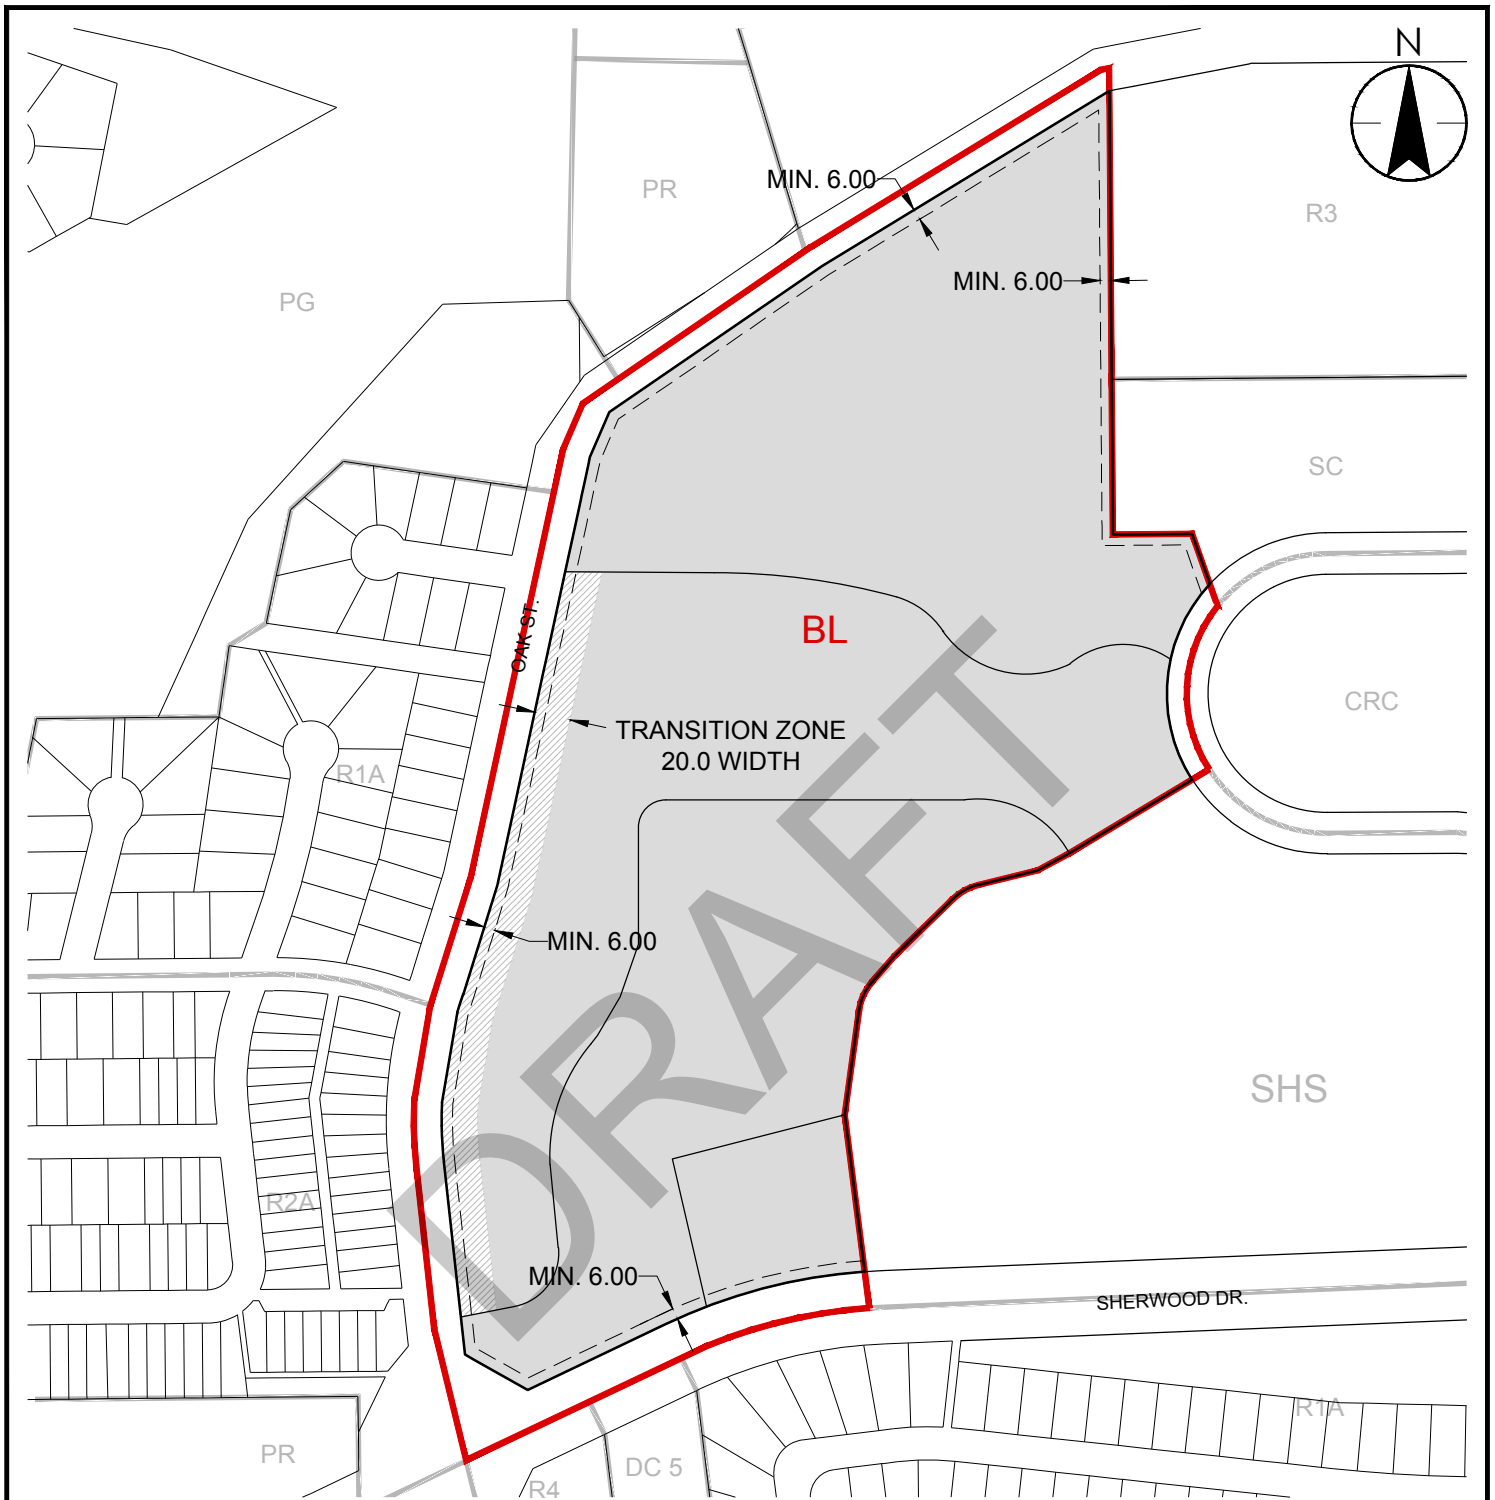 N
MIN. 6.00
PR
R3
MIN. 6.00
PG
SC
OAK ST.
BL
CRC
TRANSITION ZONE
20.0 WIDTH
R1A
MIN. 6.00
DRAFT
SHS
R2A
MIN. 6.00
SHERWOOD DR.
R1A
PR
DC 5
R4